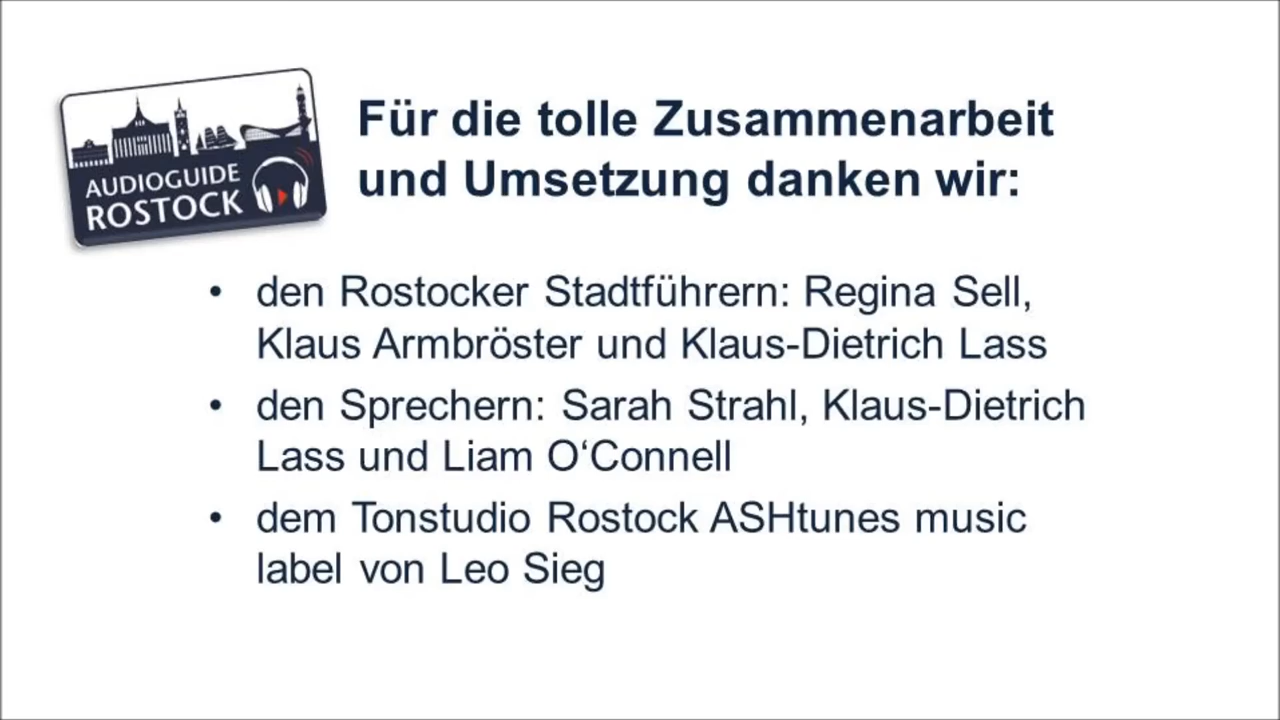 AUDIOGUIDE
ROSTOCK
Für die tolle Zusammenarbeit
und Umsetzung danken wir:
• den Rostocker Stadtführern: Regina Sell,
Klaus Armbröster und Klaus-Dietrich Lass
• den Sprechern: Sarah Strahl, Klaus-Dietrich
Lass und Liam O‘Connell
• dem Tonstudio Rostock ASHtunes music
label von Leo Sieg